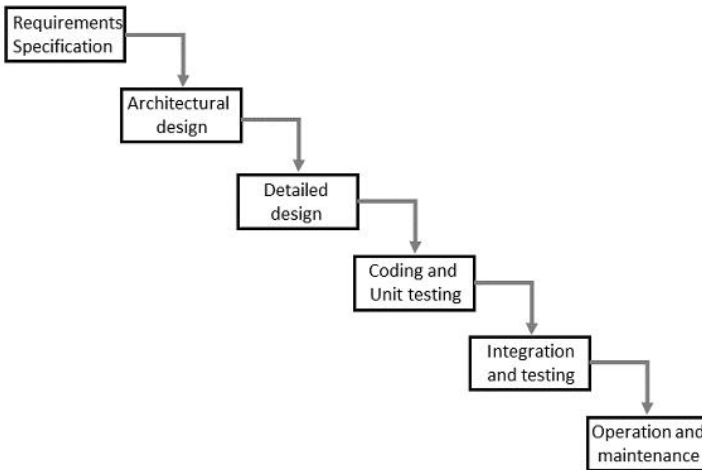 Requirements
Specification
Architectural
design
Detailed
design
Coding and
Unit testing
Integration
and testing
Operation and
maintenance